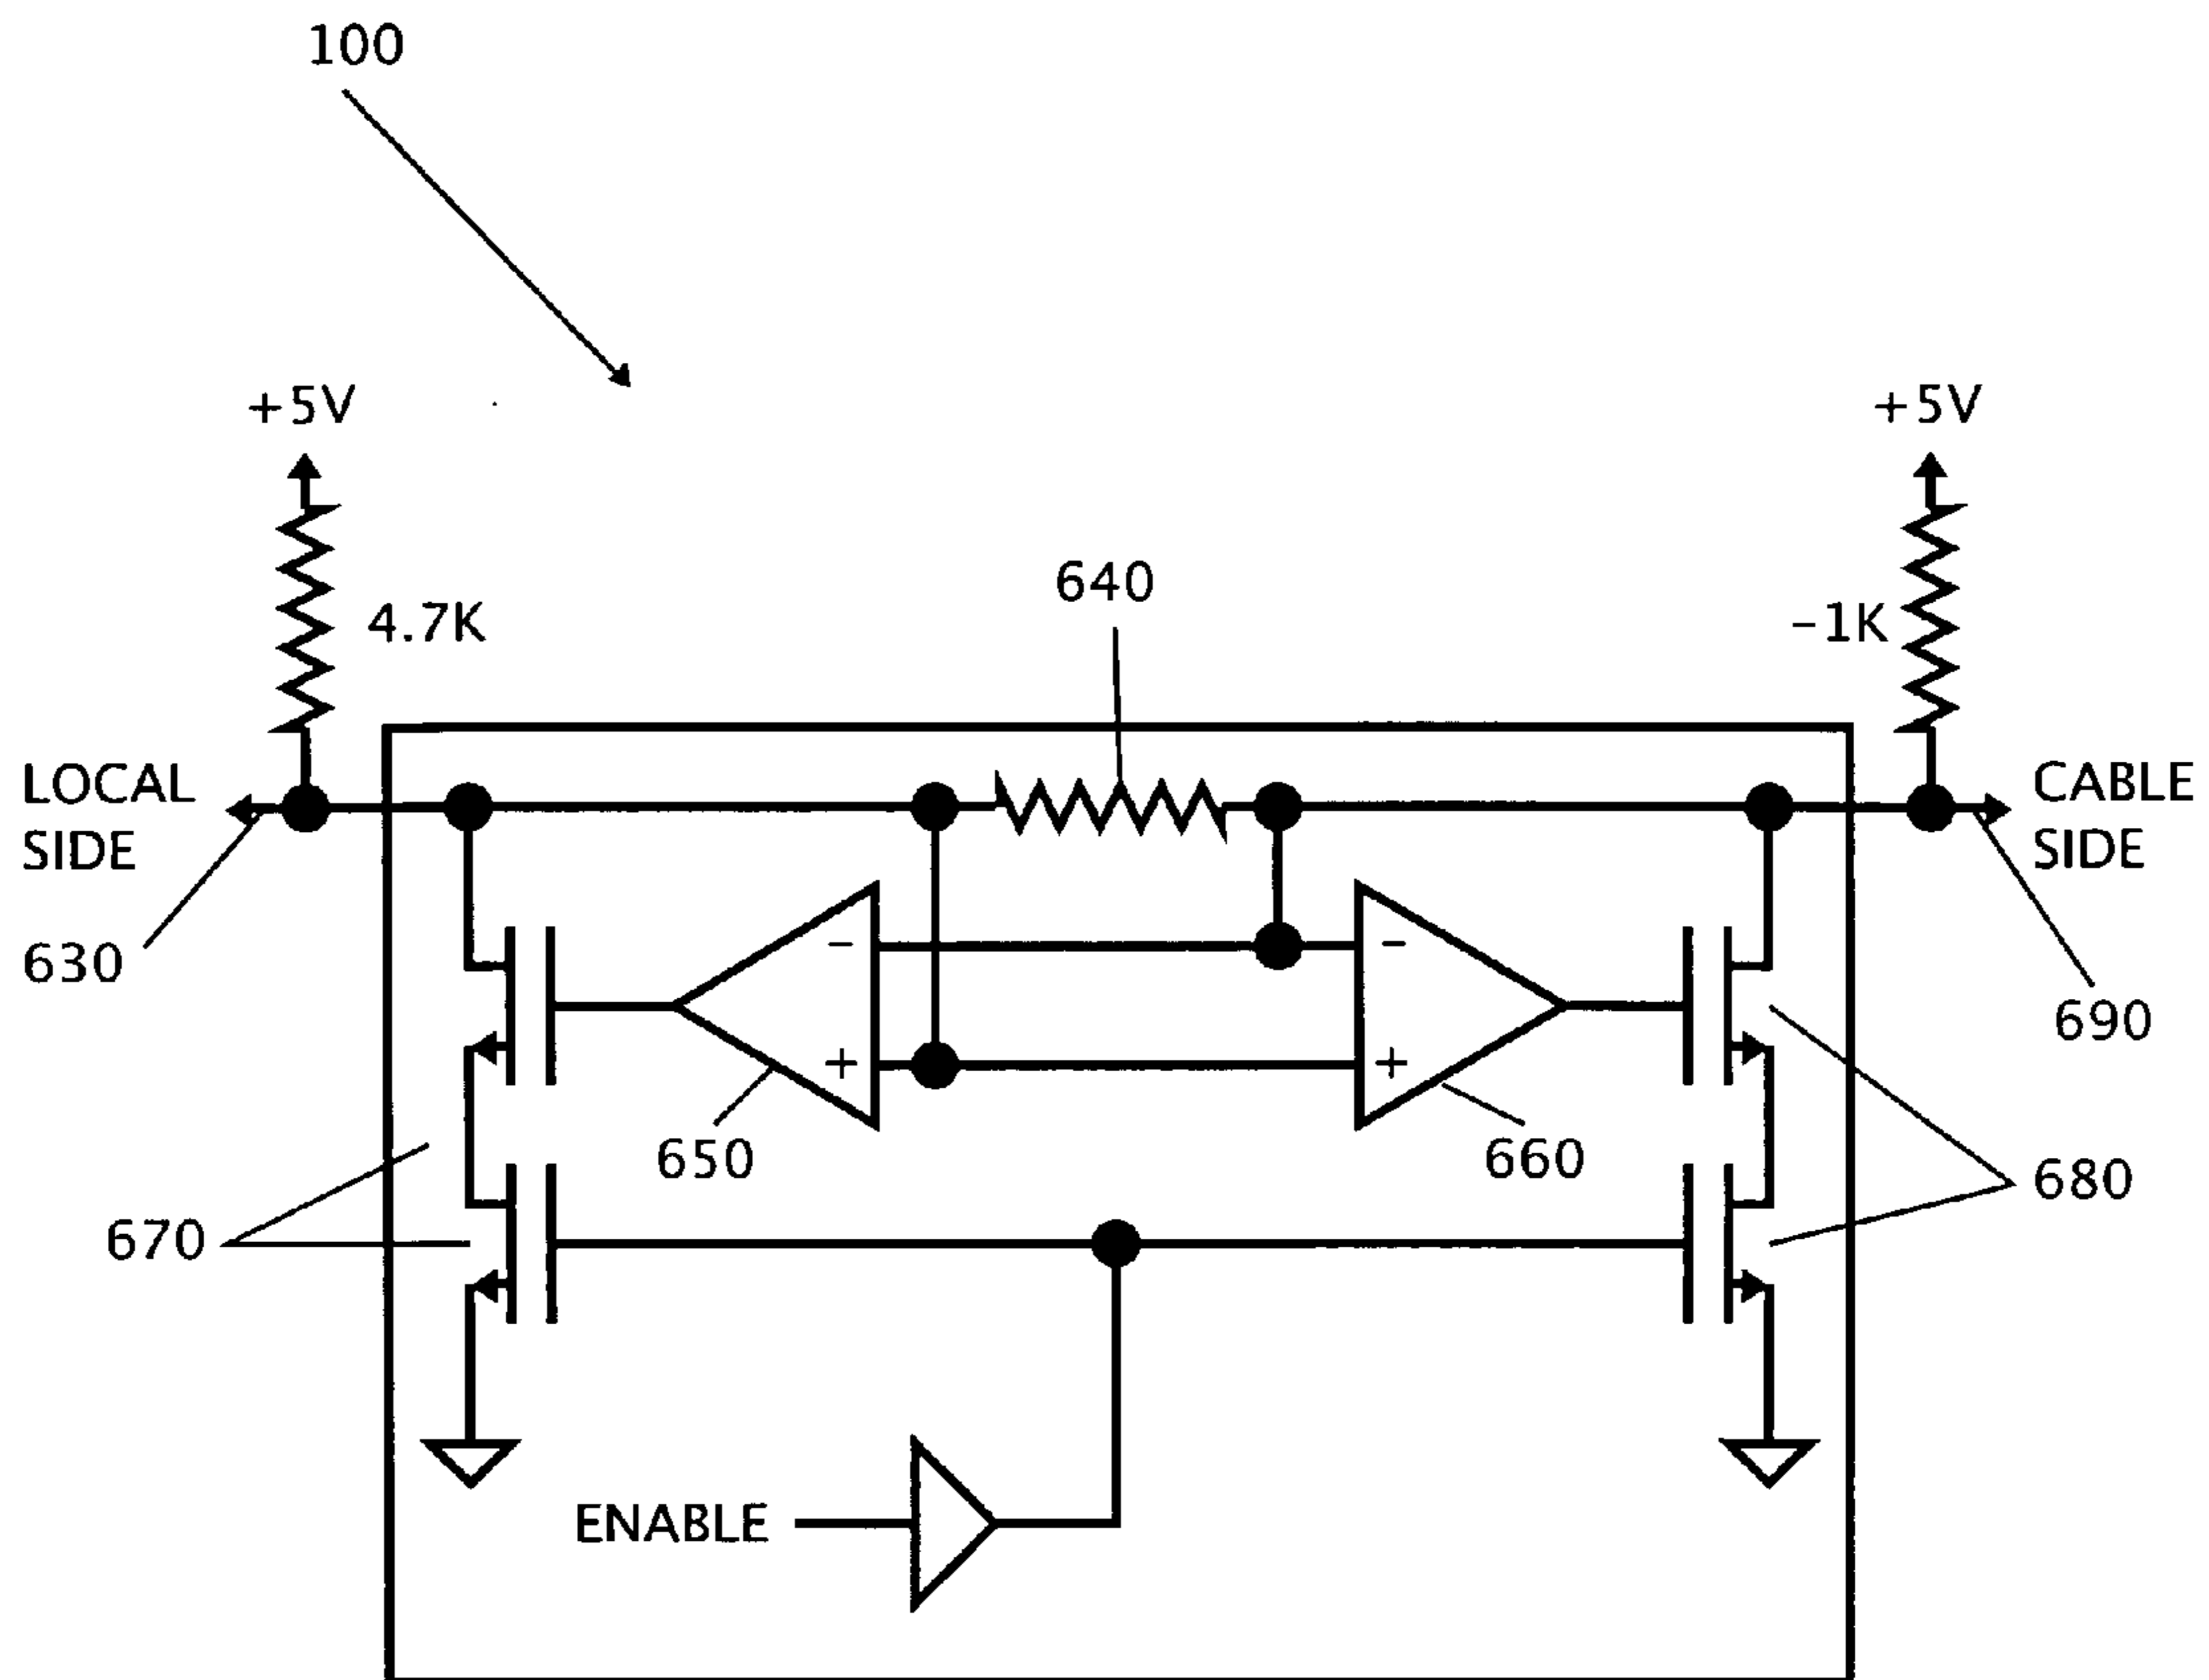 100
+5V
+5V
640
4.7K
-1K
LOCAL
SIDE
CABLE
SIDE
630
-
-
690
+
+
650
660
680
670
ENABLE